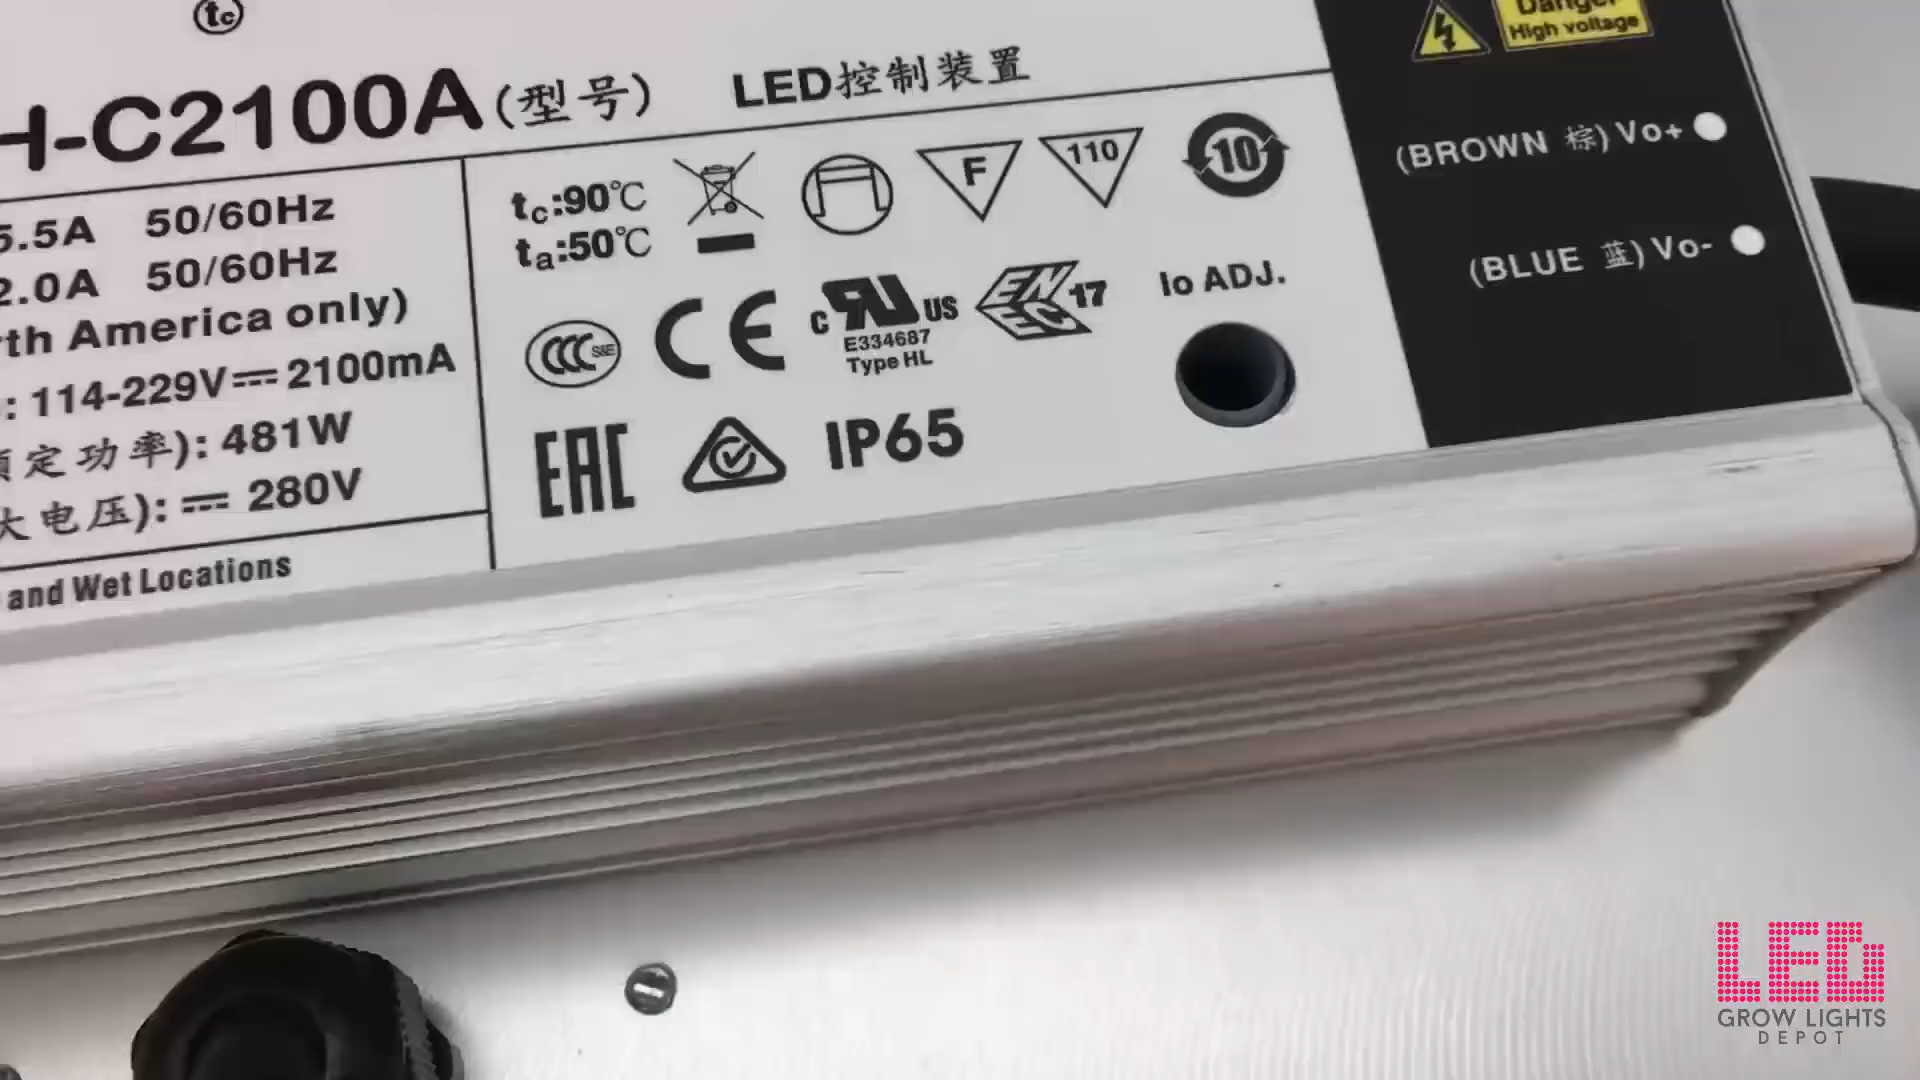 tc
H-C2100A(型号) LED控制装置
5.5A 50/60Hz
2.0A 50/60Hz
America only)
: 114-229V 2100mA
定功率): 481W
电压): 280V
and Wet Locations
tc:90℃
ta:50℃
F
110
10
CCC S&E
CE
c RU US
E334687
Type HL
ENEC 17
Io ADJ.
EAC
IP65
Danger
High voltage
(BROWN 棕) Vo+
(BLUE 蓝) Vo-
LED
GROW LIGHTS
DEPOT